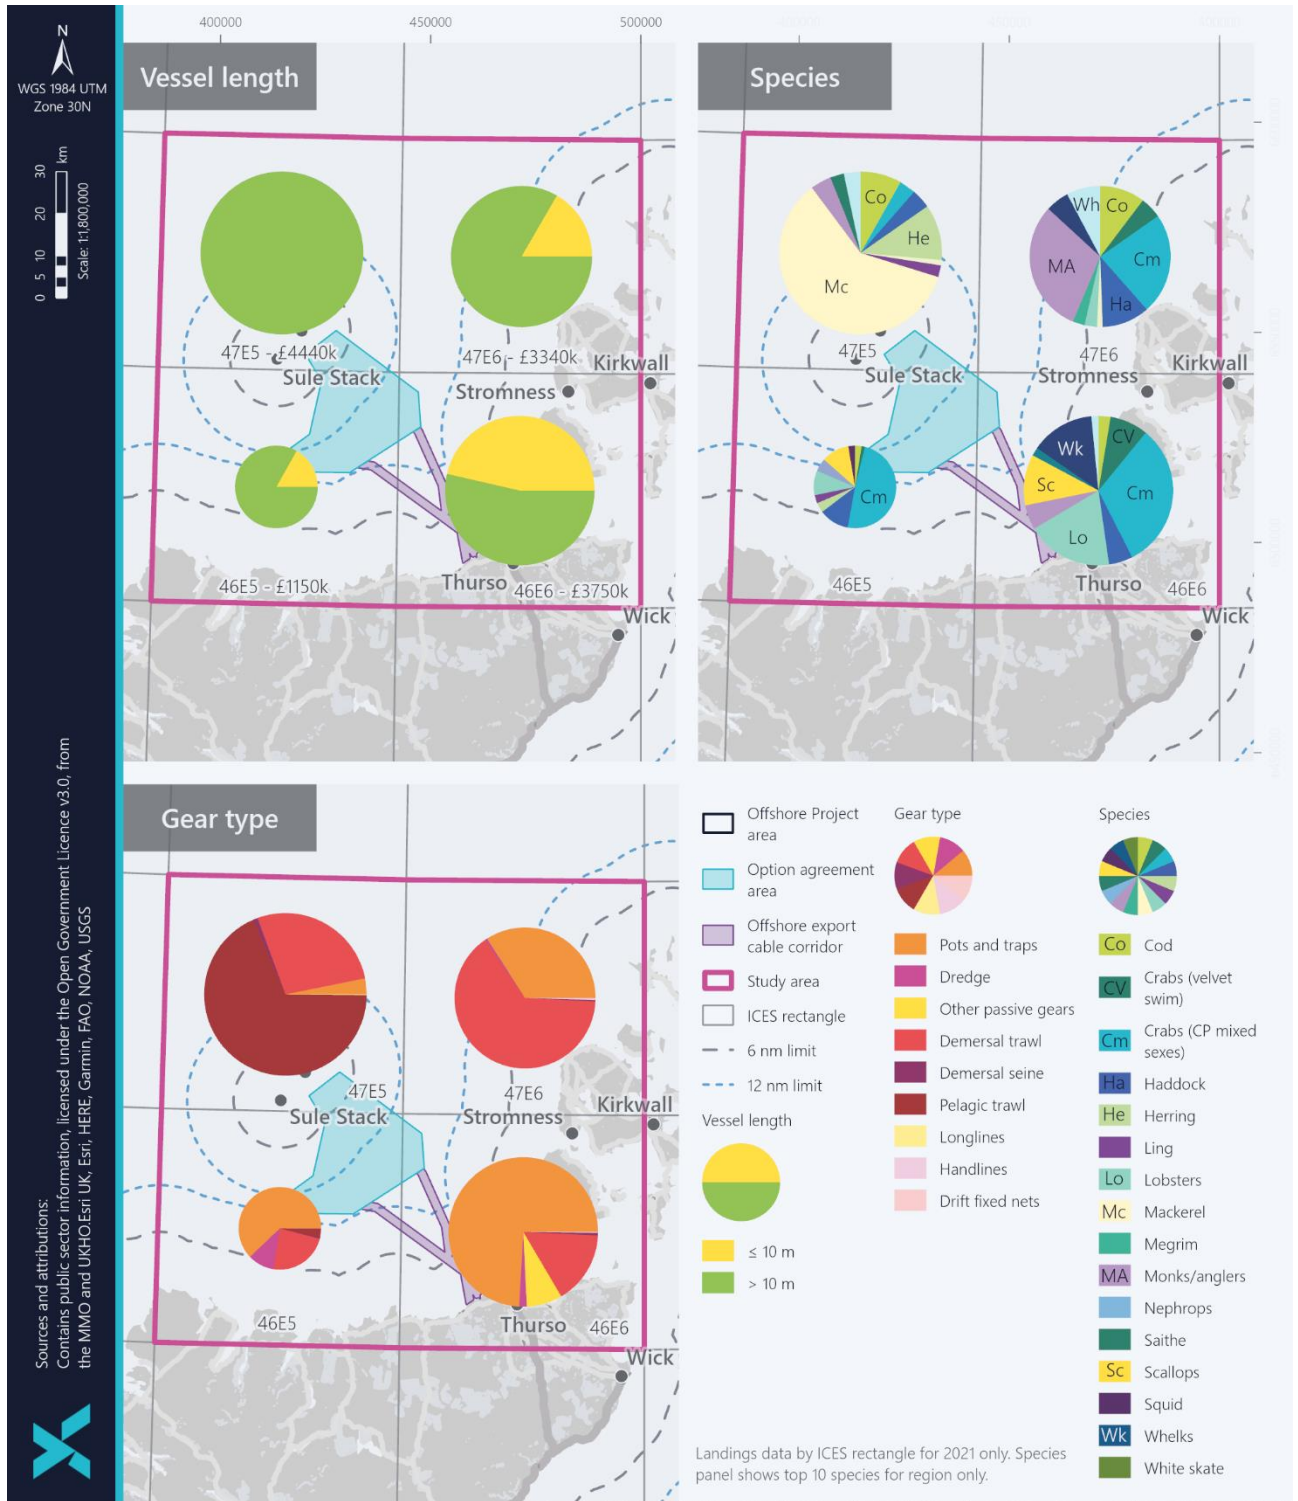 N
WGS 1984 UTM
Zone 30N
0 5 10 20 30
km
Scale: 1:1,800,000
Sources and attributions:
Contains public sector information, licensed under the Open Government Licence v3.0, from
the MMO and UKHO.Esri UK, Esri, HERE, Garmin, FAO, NOAA, USGS
400000
450000
500000
Vessel length
47E5 - £4440k
47E6 - £3340k
Kirkwall
Sule Stack
Stromness
46E5 - £1150k
Thurso
46E6 - £3750k
Wick
Species
Co
He
Mc
Wh
Co
MA
Cm
Ha
47E5
47E6
Kirkwall
Sule Stack
Stromness
Cm
Wk
CV
Sc
Cm
Lo
46E5
Thurso
46E6
Wick
Gear type
47E5
47E6
Kirkwall
Sule Stack
Stromness
46E5
Thurso
46E6
Wick
Offshore Project
area
Option agreement
area
Offshore export
cable corridor
Study area
ICES rectangle
6 nm limit
12 nm limit
Vessel length
≤ 10 m
> 10 m
Gear type
Pots and traps
Dredge
Other passive gears
Demersal trawl
Demersal seine
Pelagic trawl
Longlines
Handlines
Drift fixed nets
Species
Co Cod
CV Crabs (velvet
swim)
Cm Crabs (CP mixed
sexes)
Ha Haddock
He Herring
Ling
Lo Lobsters
Mc Mackerel
Megrim
MA Monks/anglers
Nephrops
Saithe
Sc Scallops
Squid
Wk Whelks
White skate
Landings data by ICES rectangle for 2021 only. Species
panel shows top 10 species for region only.